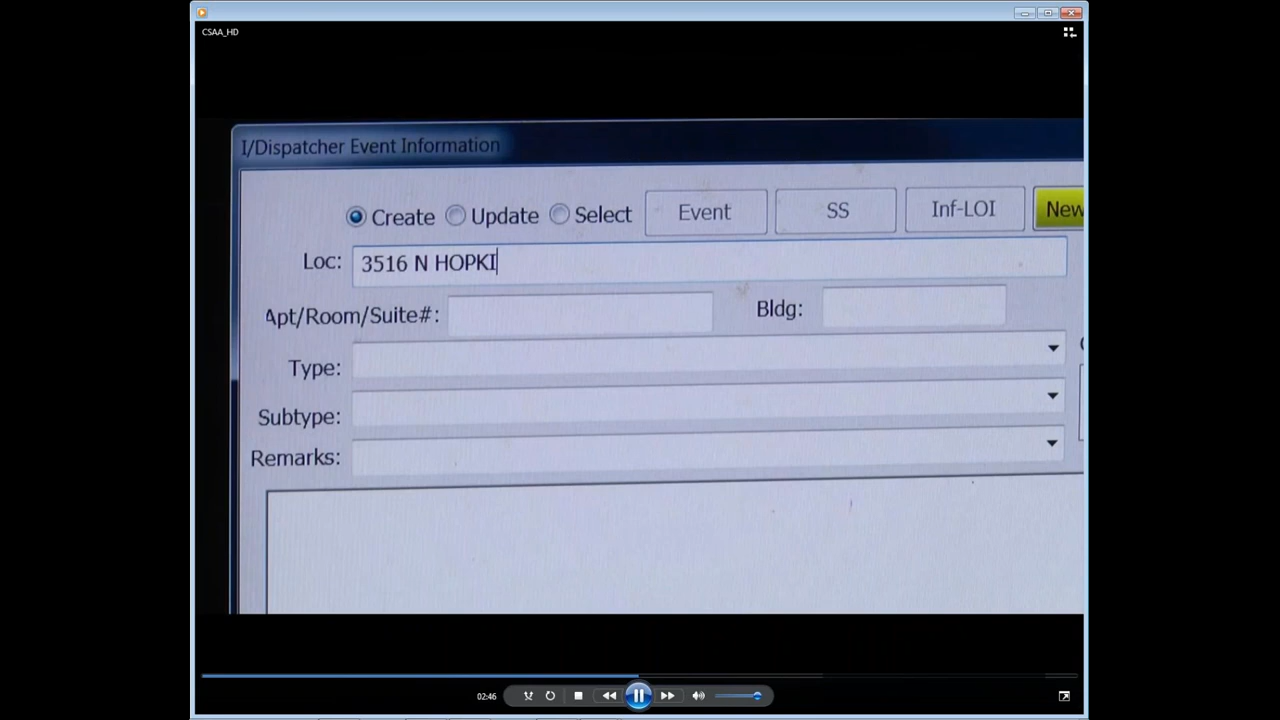 CSAA_HD
I/Dispatcher Event Information
Create Update Select Event SS Inf-LOI New
Loc: 3516 N HOPKI
Apt/Room/Suite#: Bldg:
Type:
Subtype:
Remarks:
02:46